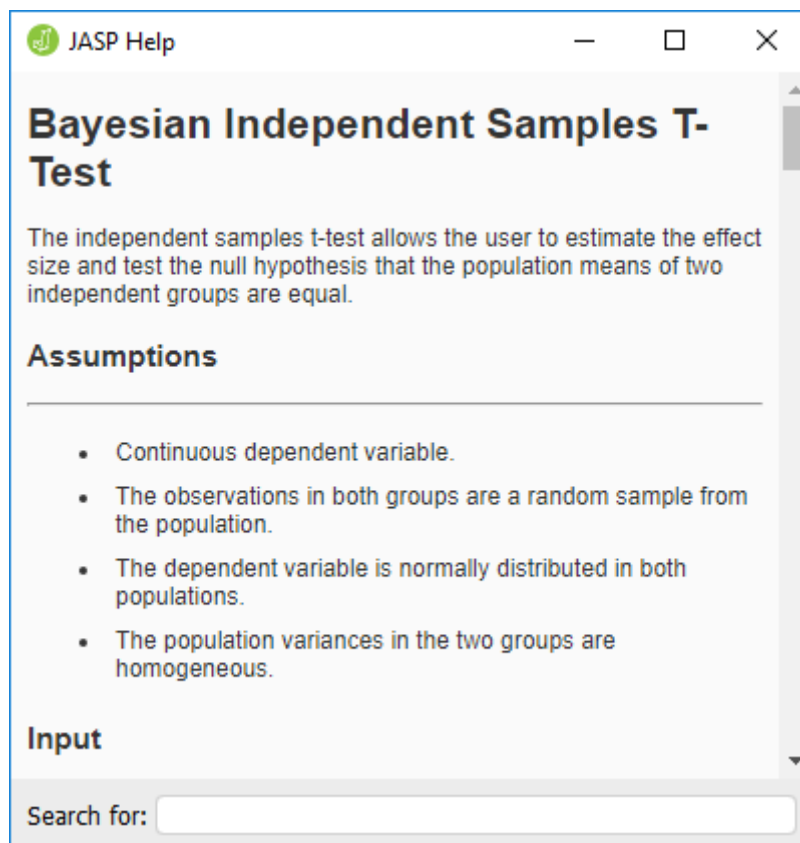 JASP Help
Bayesian Independent Samples T-
Test
The independent samples t-test allows the user to estimate the effect
size and test the null hypothesis that the population means of two
independent groups are equal.
Assumptions
• Continuous dependent variable.
• The observations in both groups are a random sample from
the population.
• The dependent variable is normally distributed in both
populations.
• The population variances in the two groups are
homogeneous.
Input
Search for: